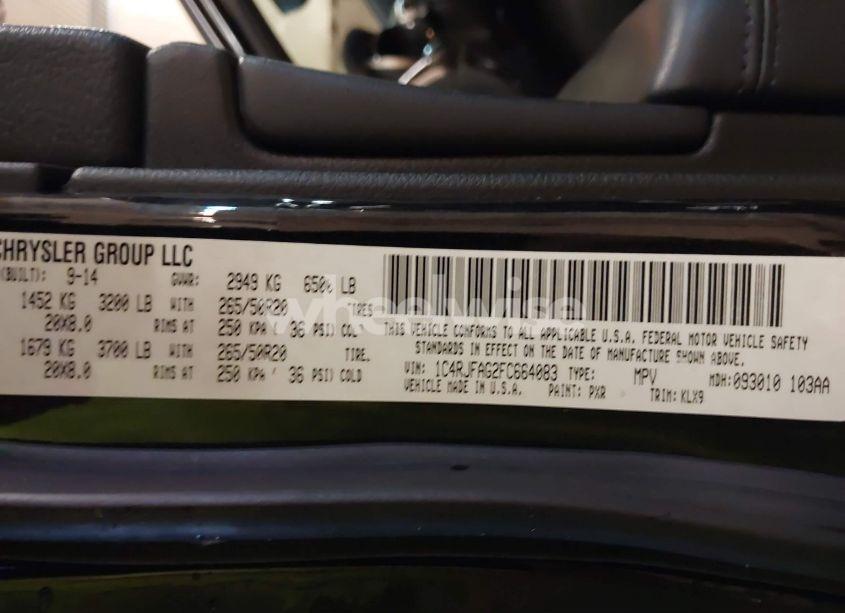 CHRYSLER GROUP LLC
(BUILT): 9-14 GVWR: 2949 KG 6500 LB
1452 KG 3200 LB WITH 265/50R20 TIRES
20X8.0 RIMS AT 250 KPA ( 36 PSI) COLD
1679 KG 3700 LB WITH 265/50R20 TIRE.
20X8.0 RIMS AT 250 KPA ( 36 PSI) COLD
THIS VEHICLE CONFORMS TO ALL APPLICABLE U.S.A. FEDERAL MOTOR VEHICLE SAFETY
STANDARDS IN EFFECT ON THE DATE OF MANUFACTURE SHOWN ABOVE.
VIN: 1C4RJFAG2FC664083 TYPE: MPV MDH: 093010 103AA
VEHICLE MADE IN U.S.A. PAINT: PXR TRIM: KLX9
wheelwise